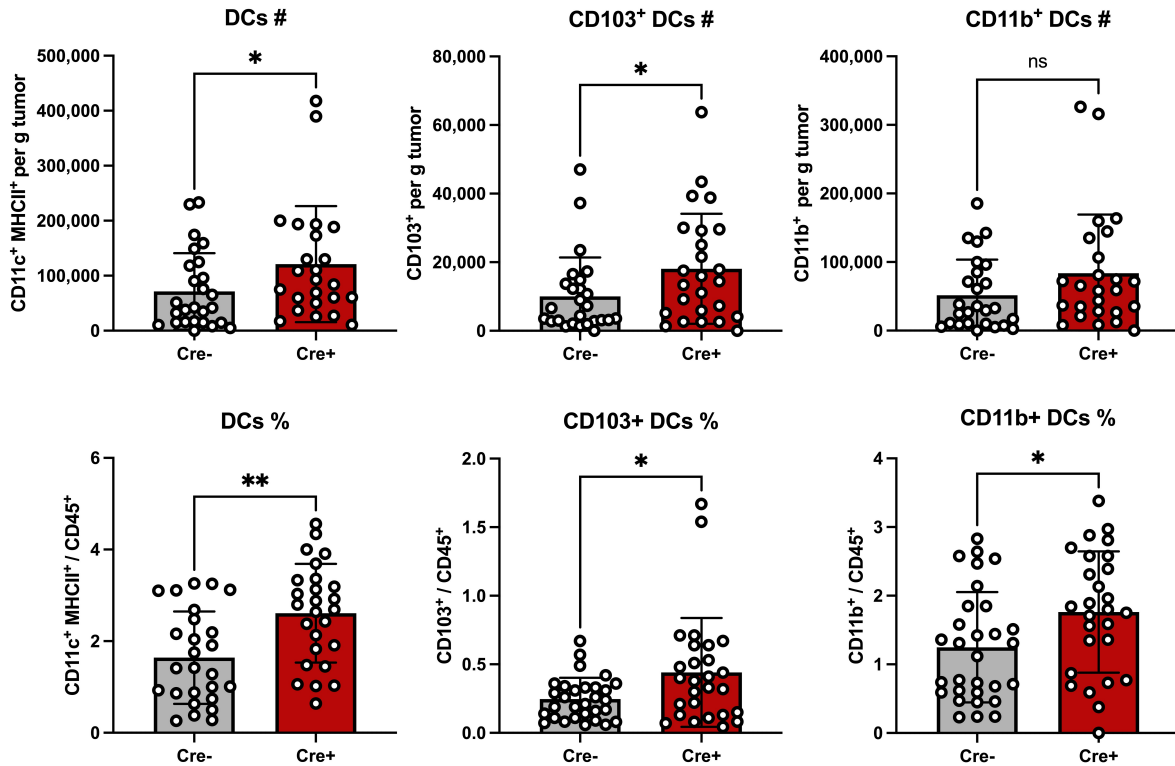 DCs #
CD11c⁺ MHCII⁺ per g tumor
500,000
400,000
300,000
200,000
100,000
0
*
Cre-
Cre+
CD103⁺ DCs #
CD103⁺ per g tumor
80,000
60,000
40,000
20,000
0
*
Cre-
Cre+
CD11b⁺ DCs #
CD11b⁺ per g tumor
400,000
300,000
200,000
100,000
0
ns
Cre-
Cre+
DCs %
CD11c⁺ MHCII⁺ / CD45⁺
6
4
2
0
**
Cre-
Cre+
CD103+ DCs %
CD103⁺ / CD45⁺
2.0
1.5
1.0
0.5
0.0
*
Cre-
Cre+
CD11b+ DCs %
CD11b⁺ / CD45⁺
4
3
2
1
0
*
Cre-
Cre+